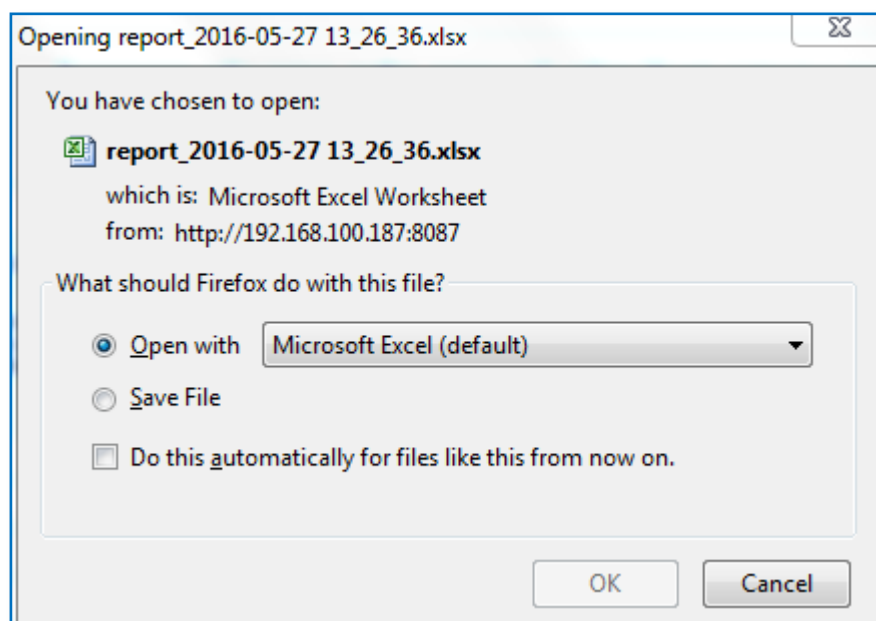 Opening report_2016-05-27 13_26_36.xlsx
You have chosen to open:
report_2016-05-27 13_26_36.xlsx
which is: Microsoft Excel Worksheet
from: http://192.168.100.187:8087
What should Firefox do with this file?
Open with Microsoft Excel (default)
Save File
Do this automatically for files like this from now on.
OK Cancel